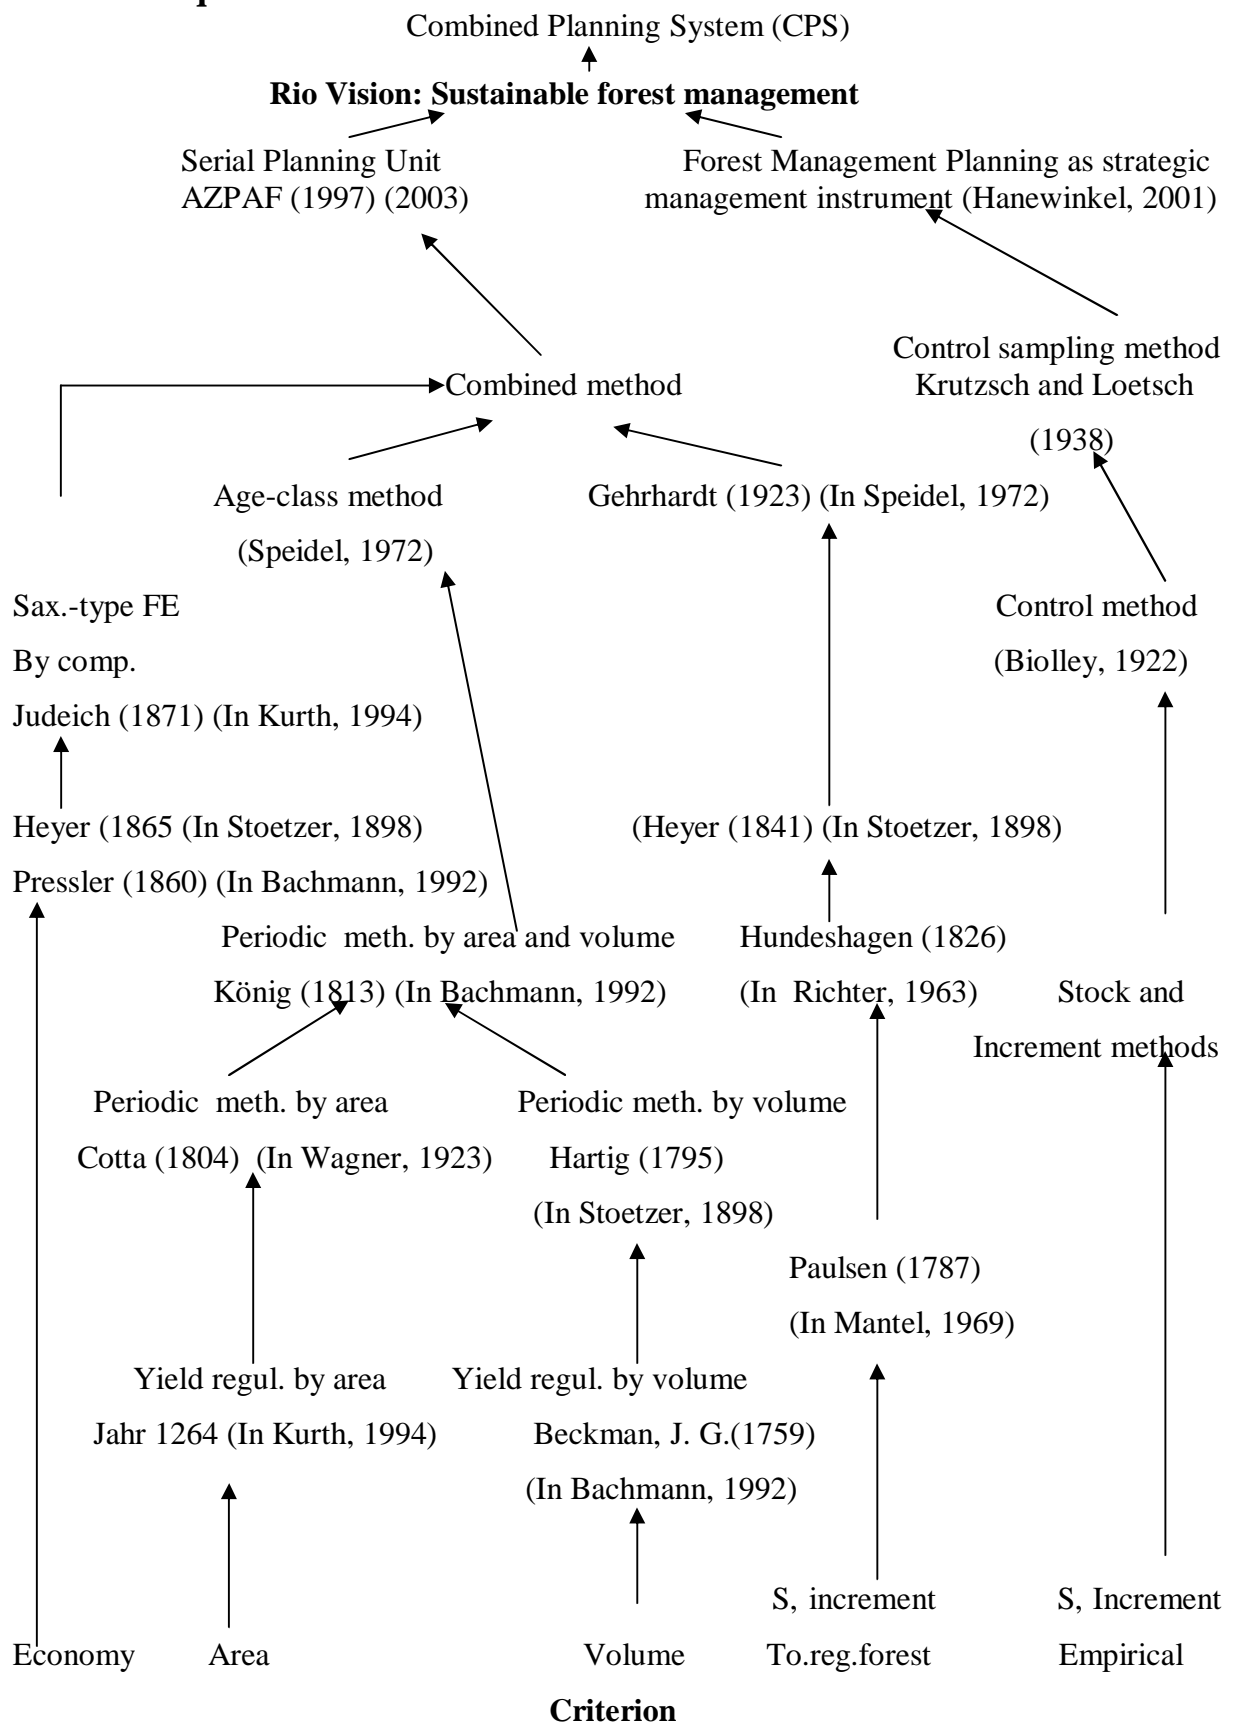 Combined Planning System (CPS)
Rio Vision: Sustainable forest management
Serial Planning Unit
AZPAF (1997) (2003)
Forest Management Planning as strategic
management instrument (Hanewinkel, 2001)
Control sampling method
Krutzsch and Loetsch
(1938)
Combined method
Age-class method
(Speidel, 1972)
Gehrhardt (1923) (In Speidel, 1972)
Sax.-type FE
By comp.
Judeich (1871) (In Kurth, 1994)
Control method
(Biolley, 1922)
Heyer (1865 (In Stoetzer, 1898)
Pressler (1860) (In Bachmann, 1992)
(Heyer (1841) (In Stoetzer, 1898)
Periodic meth. by area and volume
König (1813) (In Bachmann, 1992)
Hundeshagen (1826)
(In Richter, 1963)
Stock and
Increment methods
Periodic meth. by area
Cotta (1804) (In Wagner, 1923)
Periodic meth. by volume
Hartig (1795)
(In Stoetzer, 1898)
Paulsen (1787)
(In Mantel, 1969)
Yield regul. by area
Jahr 1264 (In Kurth, 1994)
Yield regul. by volume
Beckman, J. G.(1759)
(In Bachmann, 1992)
S, increment
To.reg.forest
S, Increment
Empirical
Economy
Area
Volume
Criterion